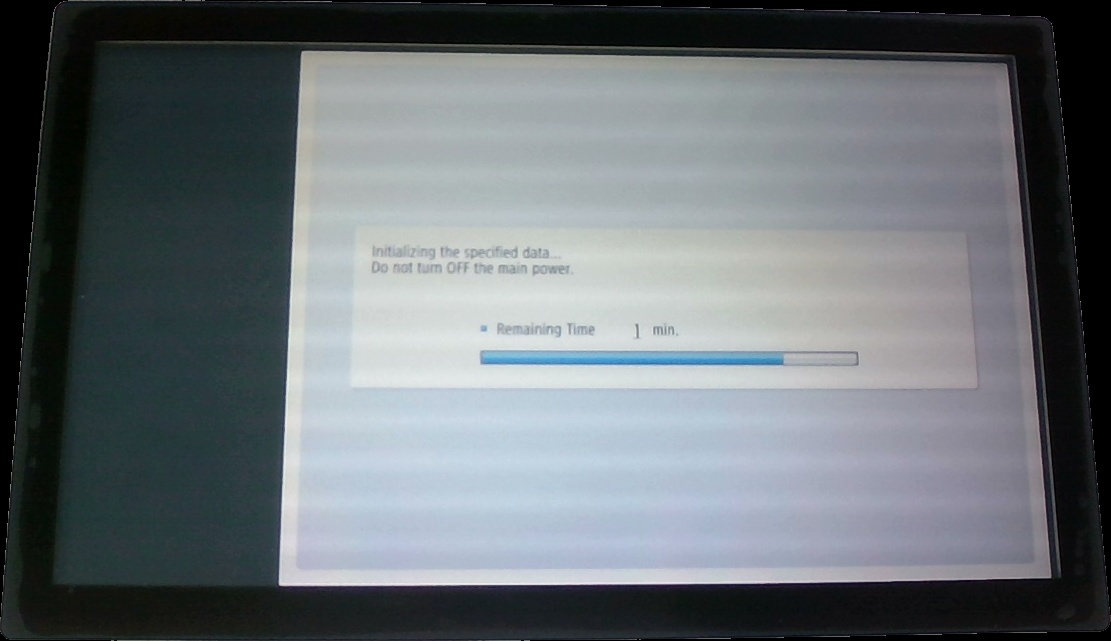 Initializing the specified data...
Do not turn OFF the main power.
Remaining Time 1 min.